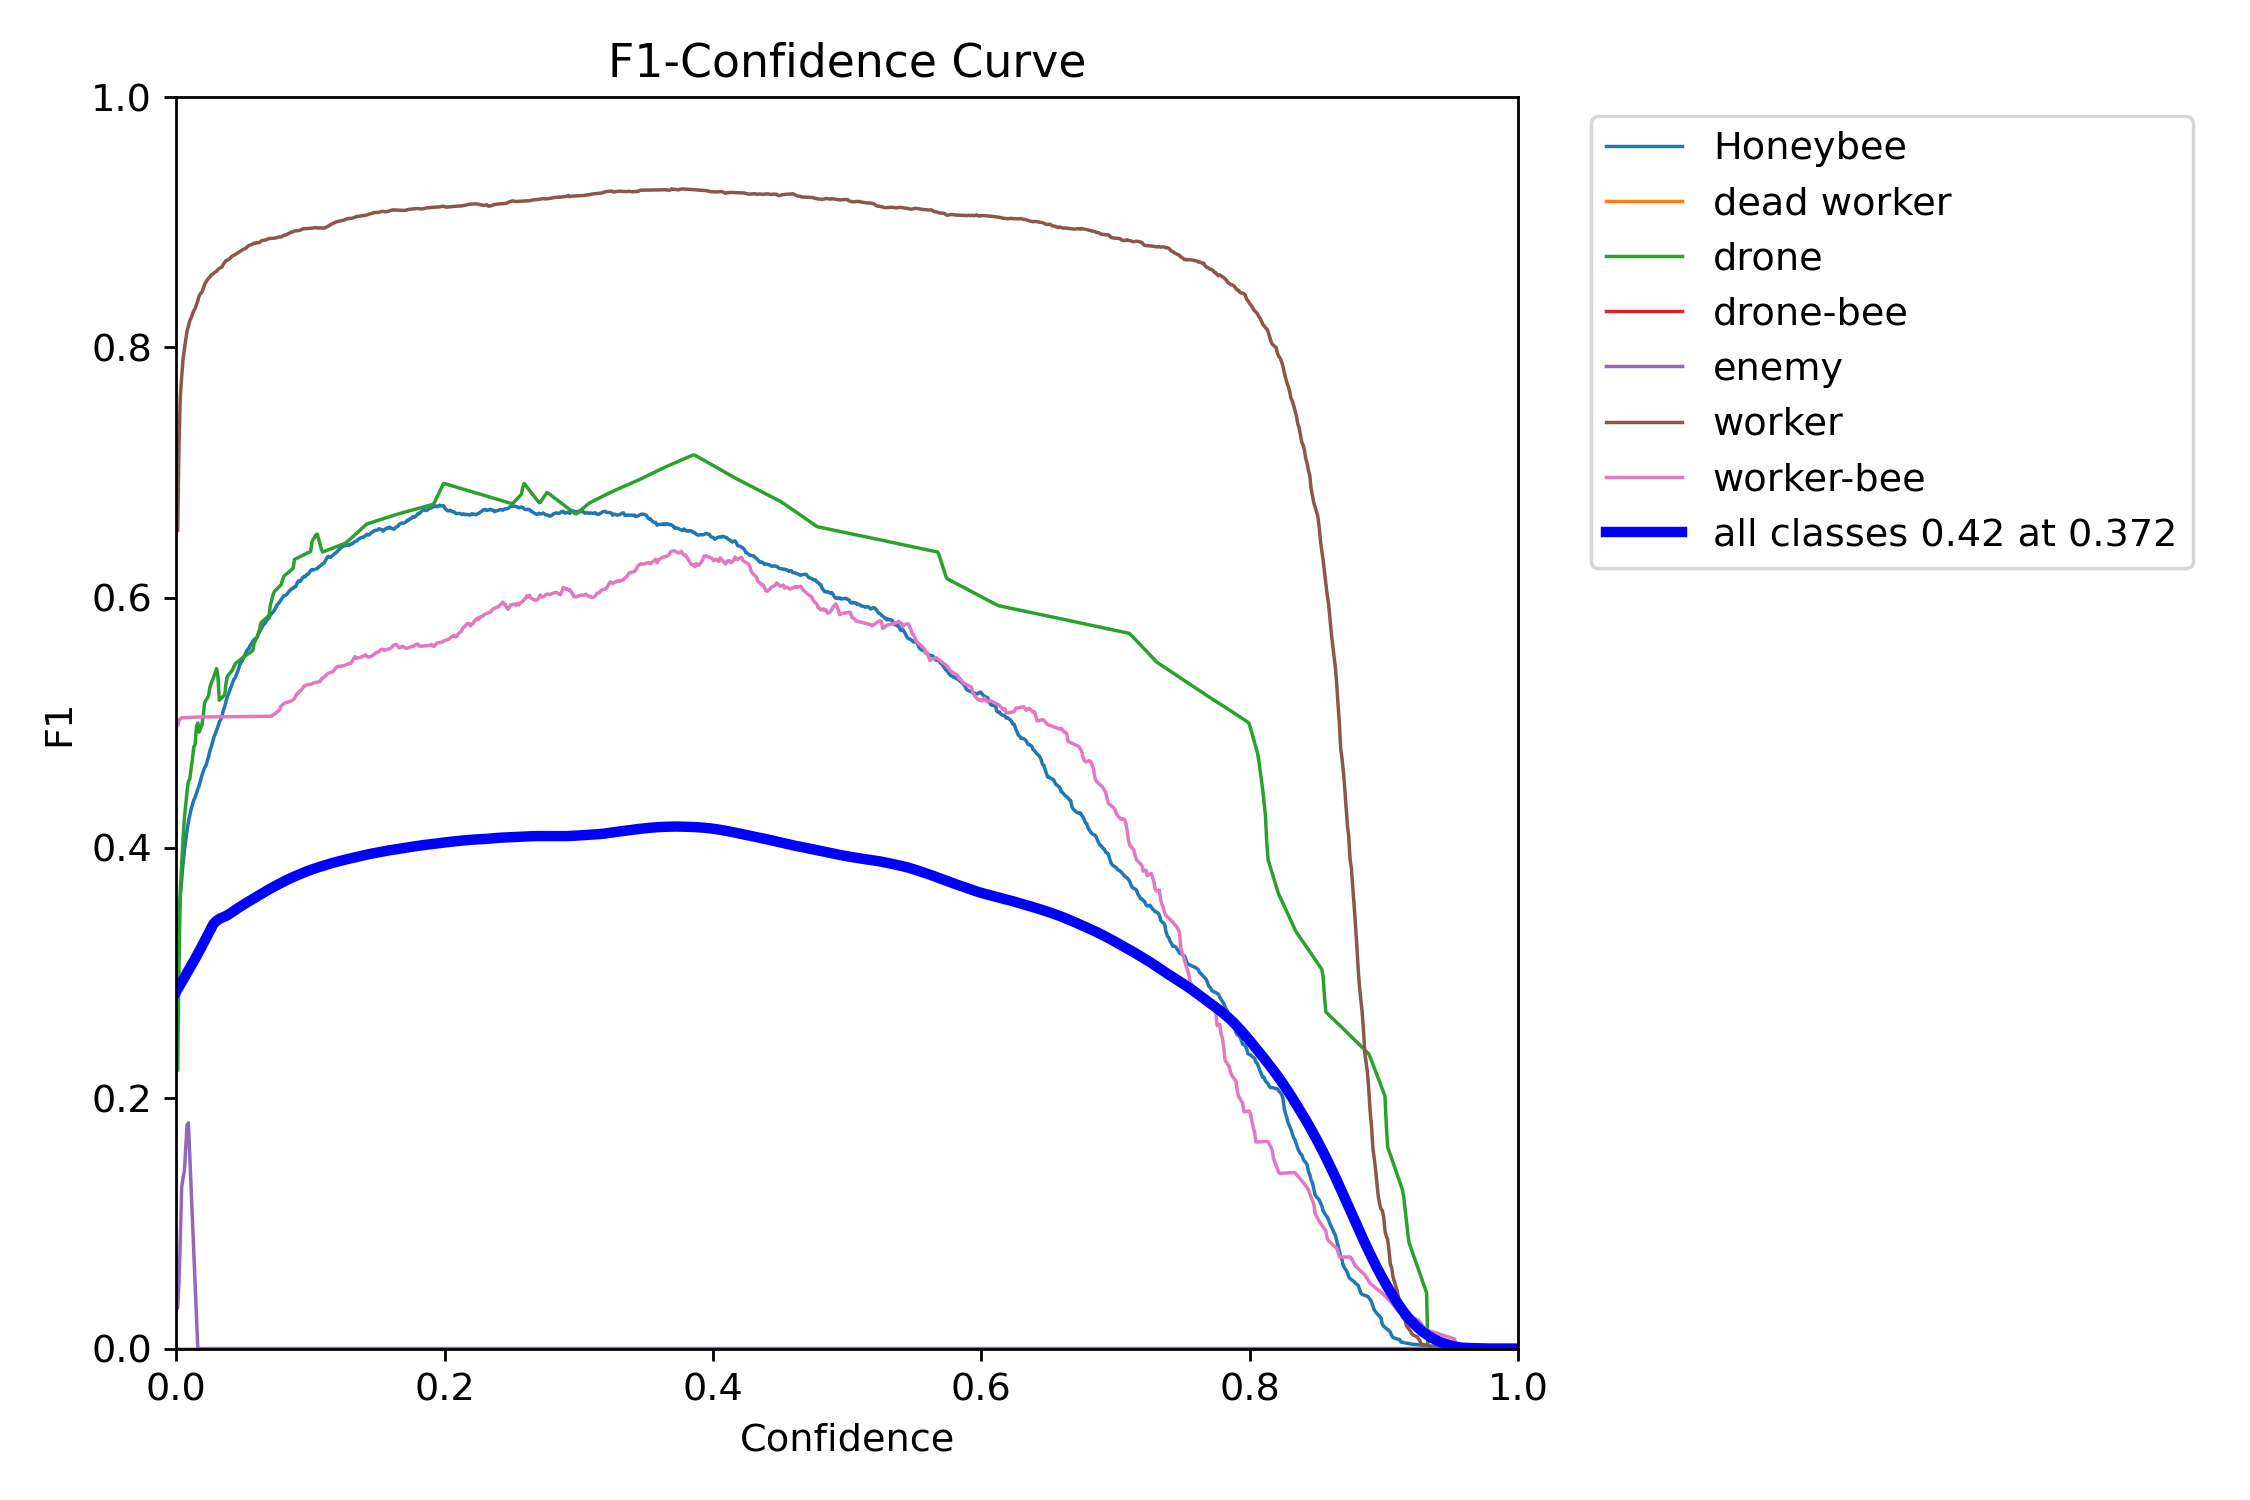 F1-Confidence Curve
1.0
0.8
0.6
0.4
0.2
0.0
F1
0.0 0.2 0.4 0.6 0.8 1.0
Confidence
Honeybee
dead worker
drone
drone-bee
enemy
worker
worker-bee
all classes 0.42 at 0.372